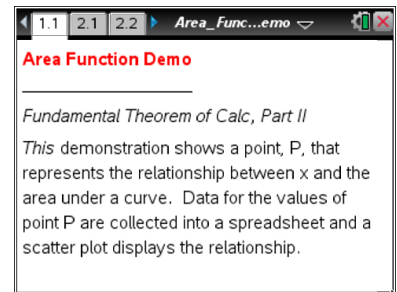 1.1 2.1 2.2 Area_Func...emo
Area Function Demo
Fundamental Theorem of Calc, Part II
This demonstration shows a point, P, that
represents the relationship between x and the
area under a curve. Data for the values of
point P are collected into a spreadsheet and a
scatter plot displays the relationship.